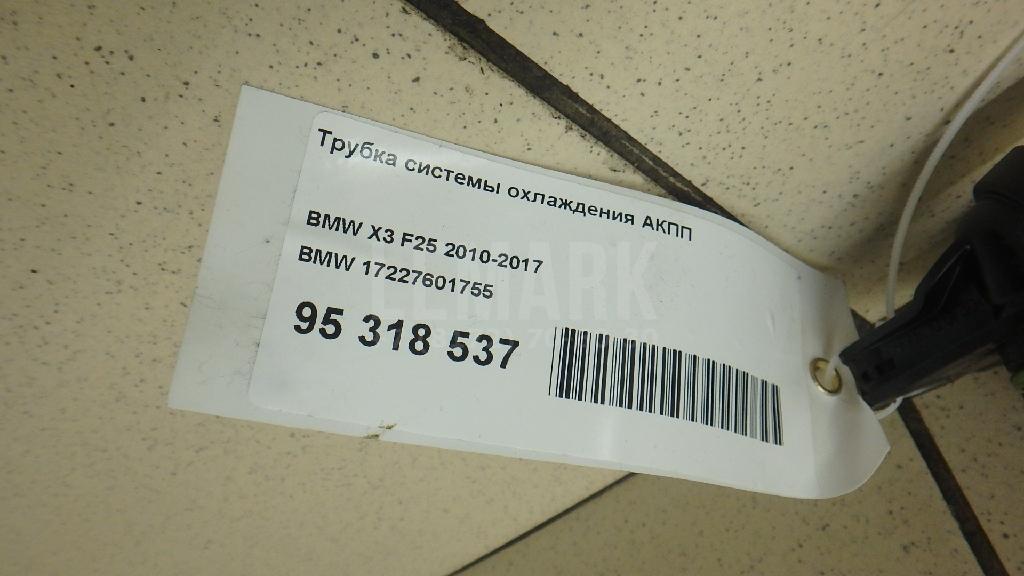 Трубка системы охлаждения АКПП
BMW X3 F25 2010-2017
BMW 17227601755
95 318 537